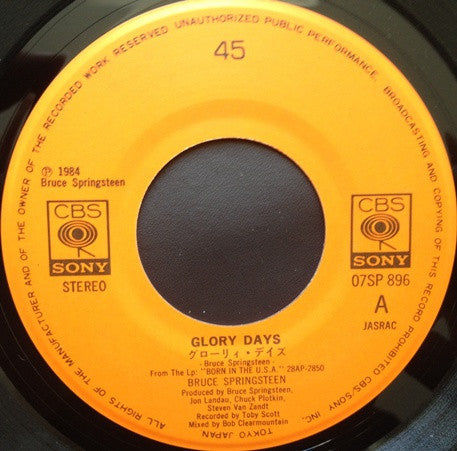 ALL RIGHTS OF THE MANUFACTURER AND OF THE OWNER OF THE RECORDED WORK RESERVED UNAUTHORIZED PUBLIC PERFORMANCE, BROADCASTING AND COPYING OF THIS RECORD PROHIBITED CBS/SONY INC. TOKYO JAPAN
45
Ⓟ 1984
Bruce Springsteen
CBS
SONY
STEREO
CBS
SONY
07SP 896
A
JASRAC
GLORY DAYS
グローリィ・デイズ
- Bruce Springsteen -
From The Lp: "BORN IN THE U.S.A." 28AP-2850
BRUCE SPRINGSTEEN
Produced by Bruce Springsteen,
Jon Landau, Chuck Plotkin,
Steven Van Zandt
Recorded by Toby Scott
Mixed by Bob Clearmountain